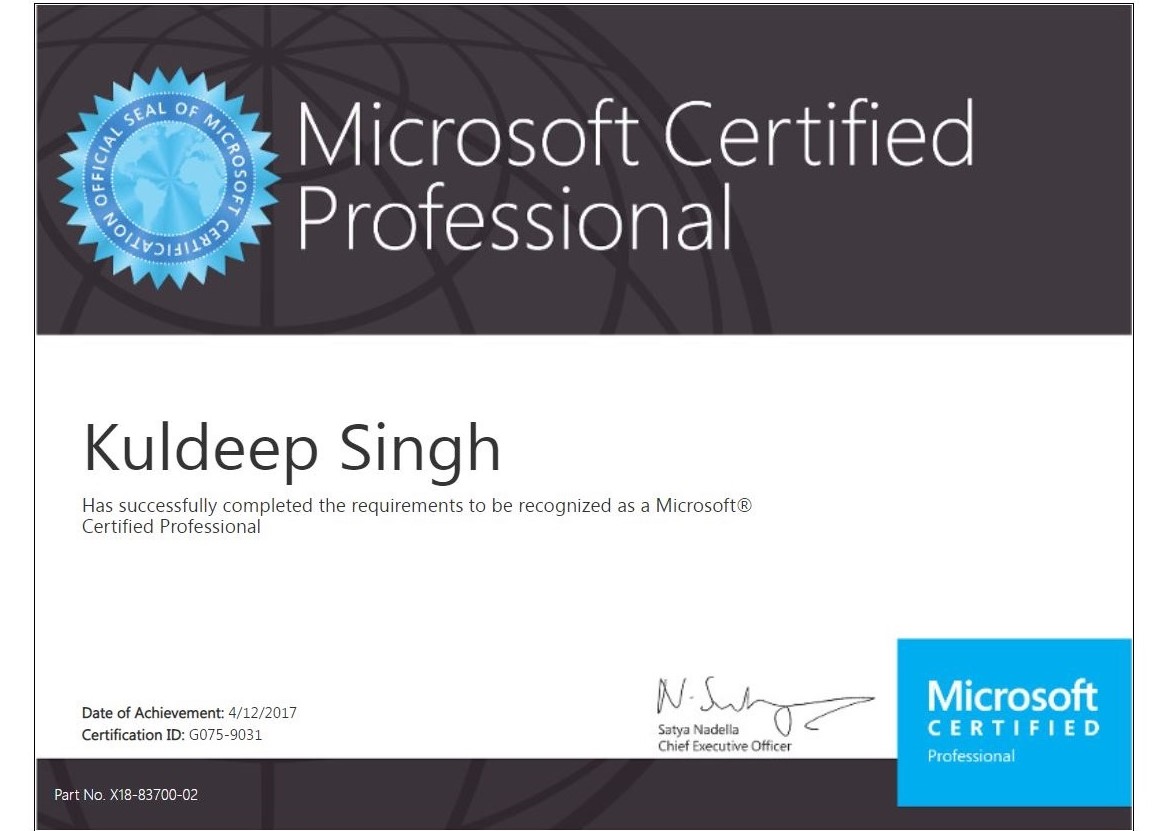 OFFICIAL SEAL OF MICROSOFT CERTIFICATION
Microsoft Certified
Professional
Kuldeep Singh
Has successfully completed the requirements to be recognized as a Microsoft®
Certified Professional
Date of Achievement: 4/12/2017
Certification ID: G075-9031
Satya Nadella
Chief Executive Officer
Microsoft
CERTIFIED
Professional
Part No. X18-83700-02